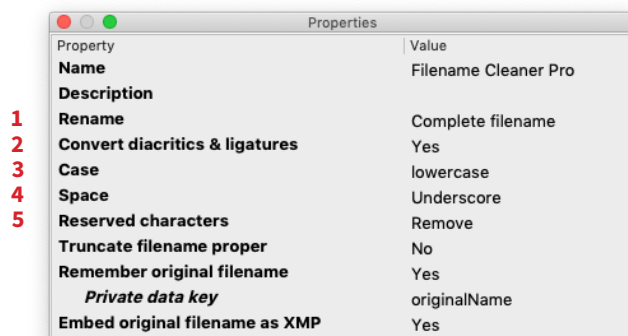 Properties
Property Value
Name Filename Cleaner Pro
Description
1 Rename Complete filename
2 Convert diacritics & ligatures Yes
3 Case lowercase
4 Space Underscore
5 Reserved characters Remove
Truncate filename proper No
Remember original filename Yes
Private data key originalName
Embed original filename as XMP Yes